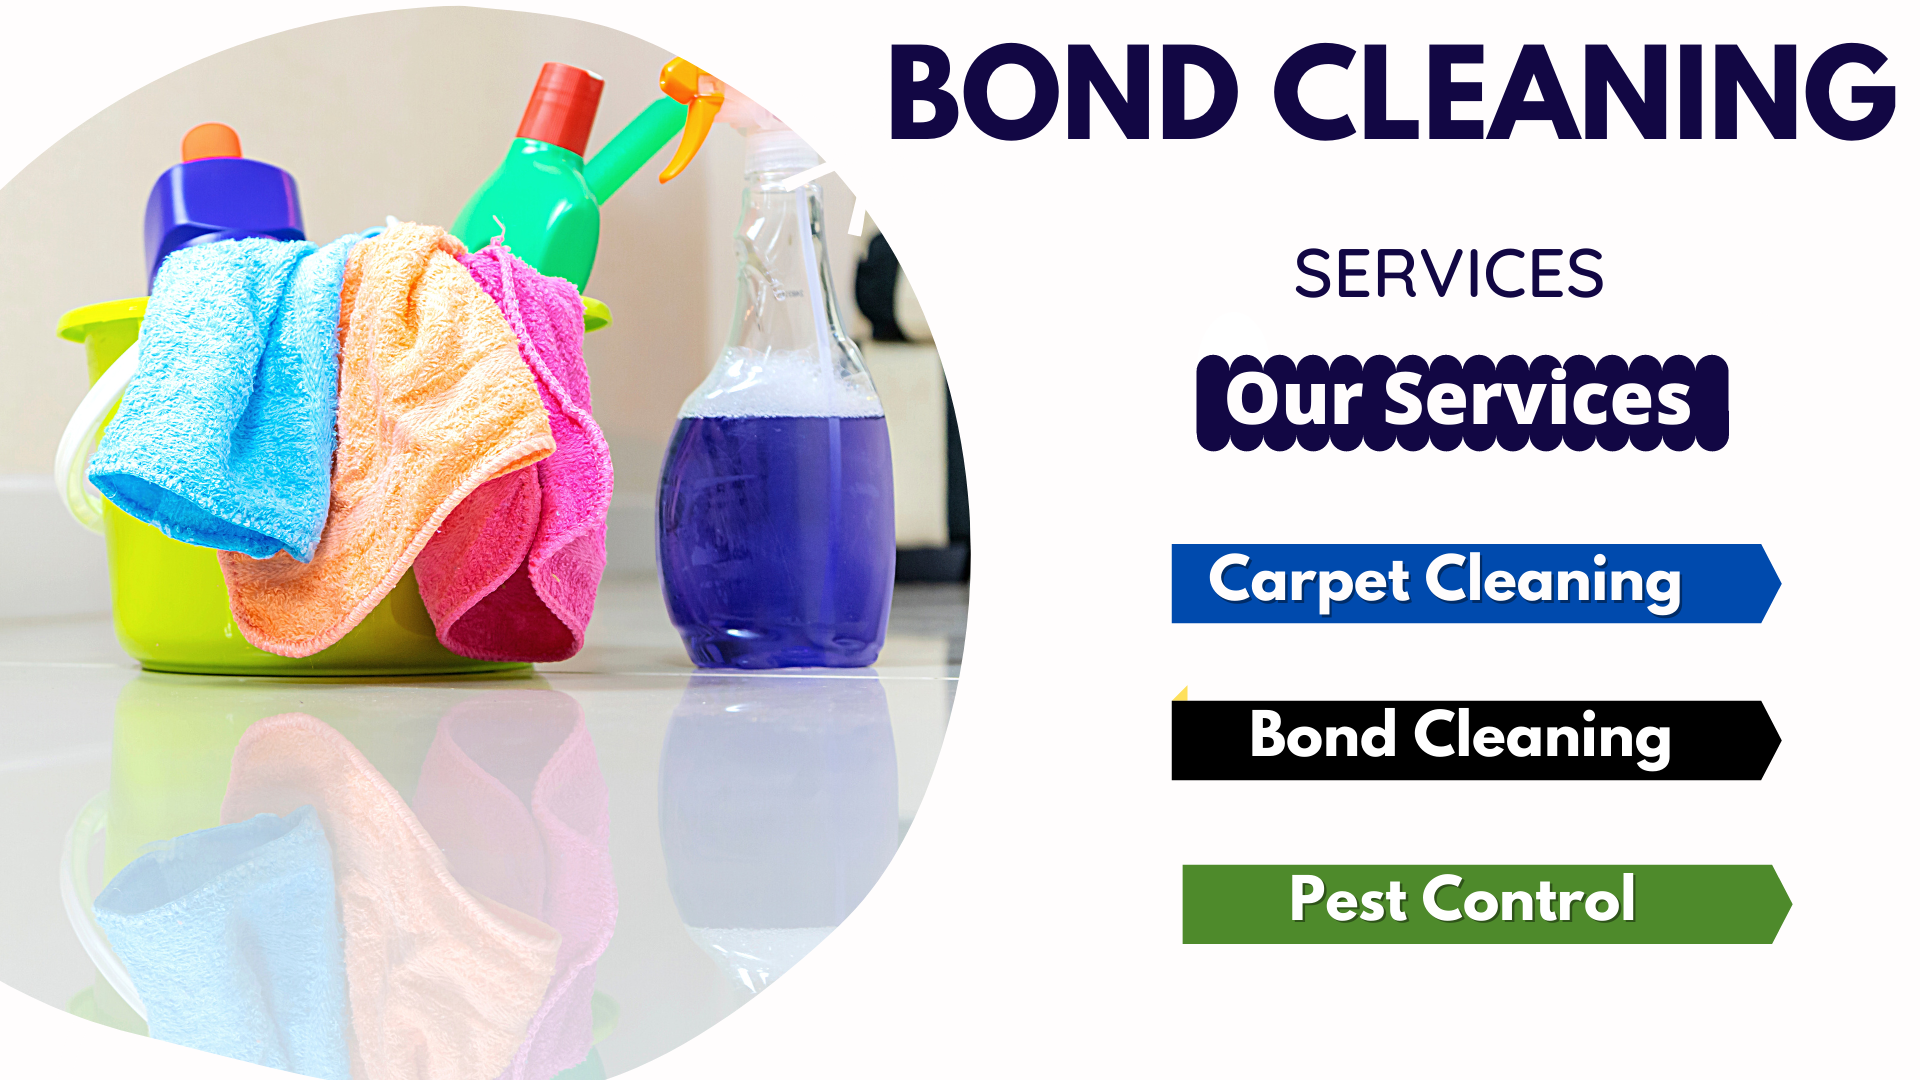 BOND CLEANING
SERVICES
Our Services
Carpet Cleaning
Bond Cleaning
Pest Control